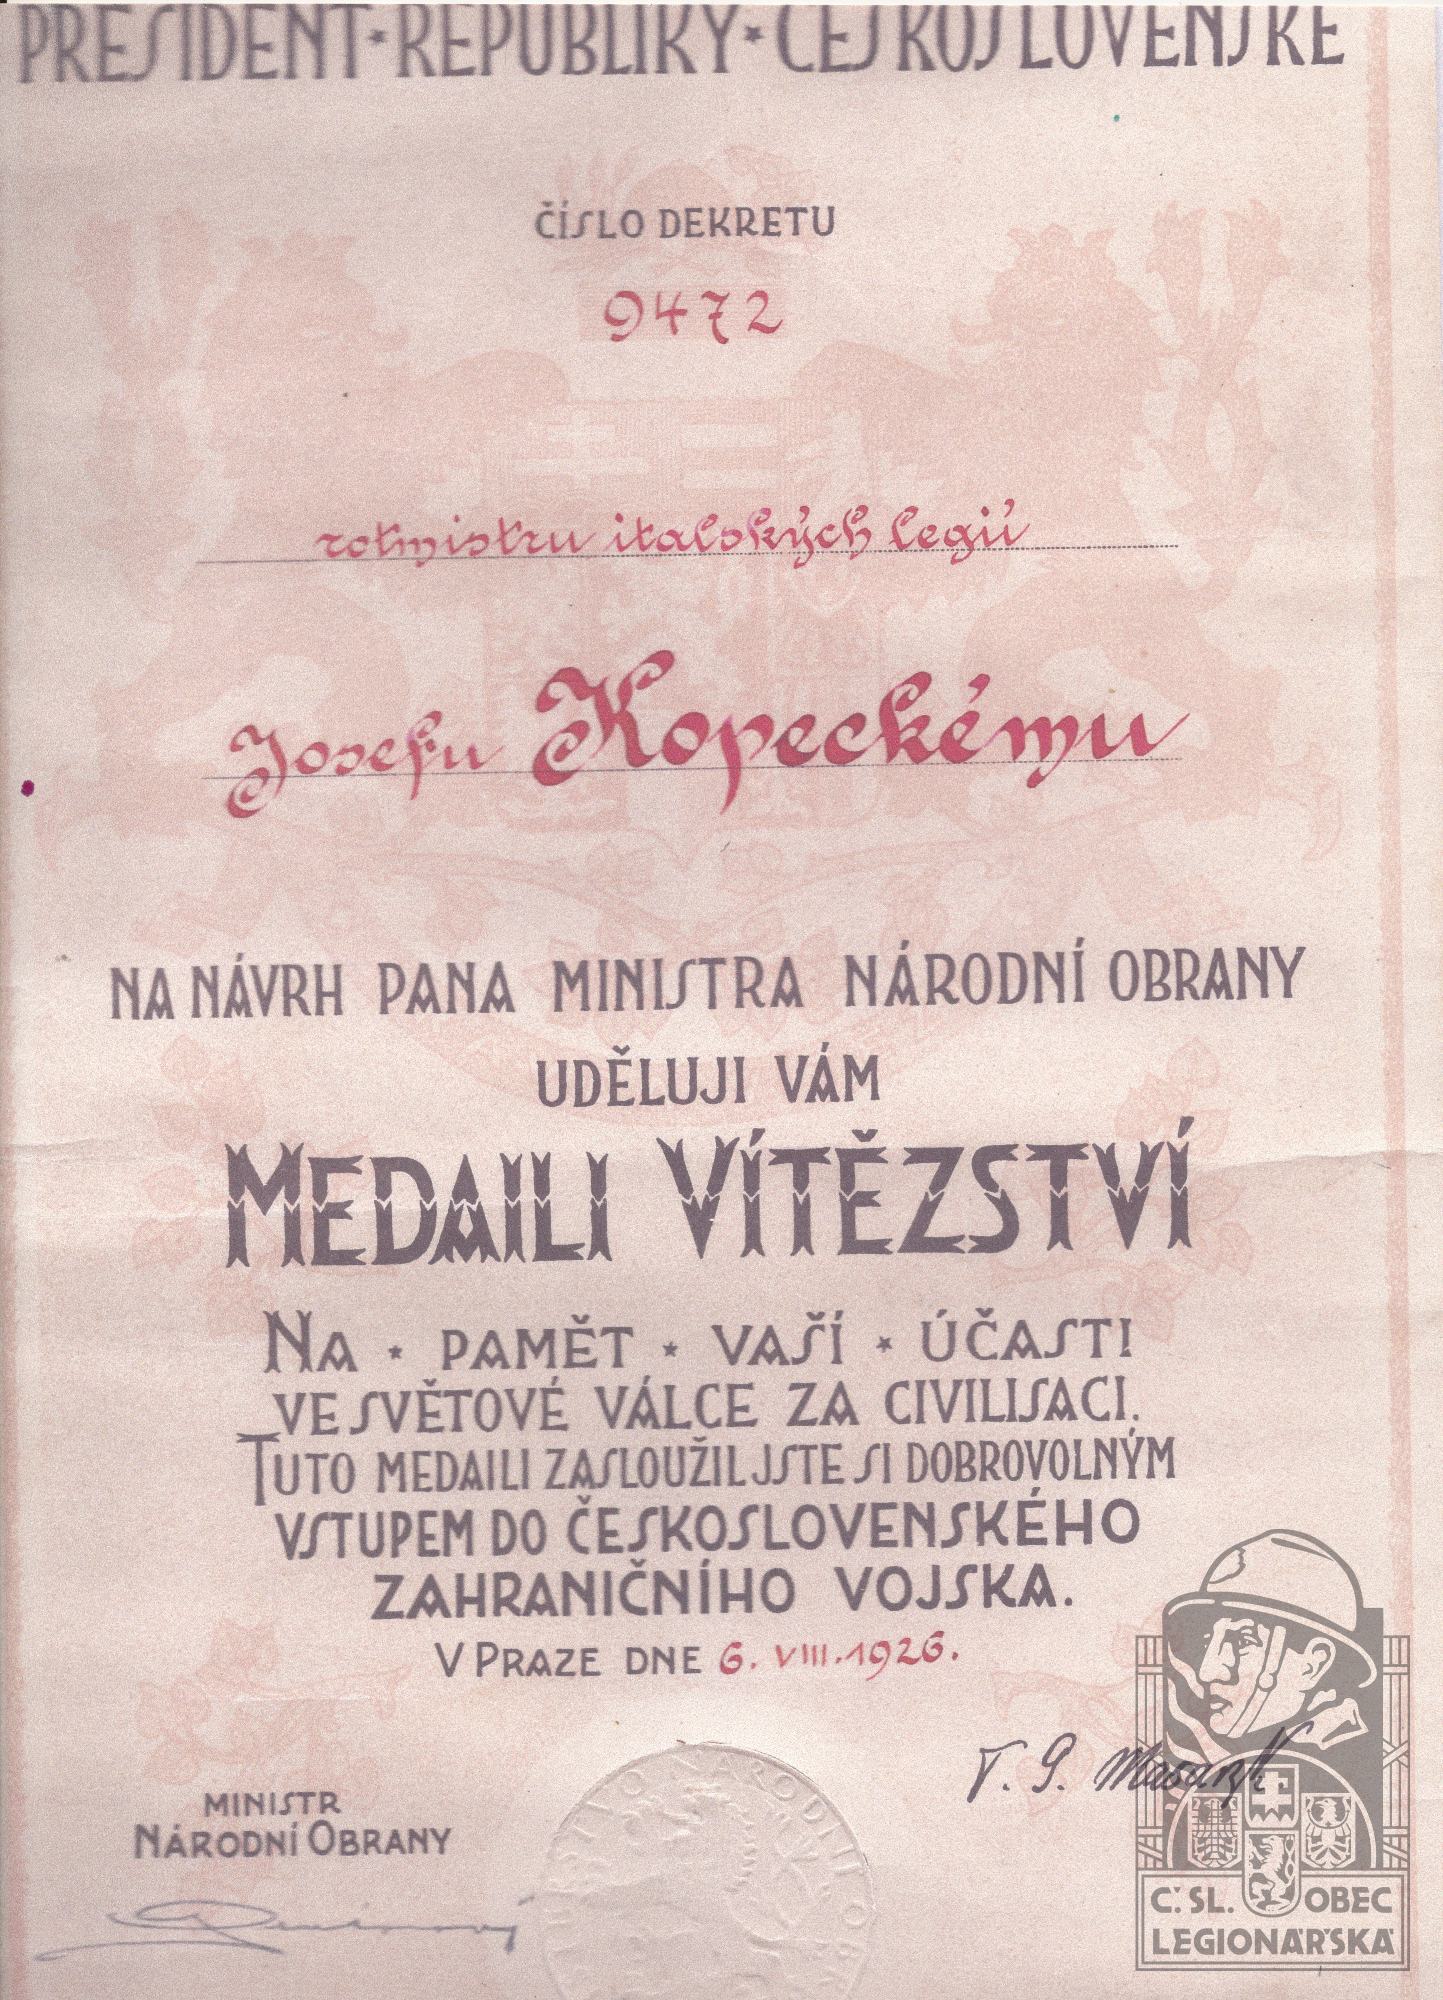 PRESIDENT * REPUBLIKY * ČESKOSLOVENSKÉ
ČÍSLO DEKRETU
9472
rotmistru italských legií
Josefu Kopeckému
NA NÁVRH PANA MINISTRA NÁRODNÍ OBRANY
UDĚLUJI VÁM
MEDAILI VÍTĚZSTVÍ
NA * PAMĚT * VAŠÍ * ÚČASTI
VE SVĚTOVÉ VÁLCE ZA CIVILISACI.
TUTO MEDAILI ZASLOUŽIL JSTE SI DOBROVOLNÝM
VSTUPEM DO ČESKOSLOVENSKÉHO
ZAHRANIČNÍHO VOJSKA.
V PRAZE DNE 6. VIII. 1926.
T. G. Masaryk
MINISTR
NÁRODNÍ OBRANY
Č. SL. OBEC
LEGIONÁŘSKÁ